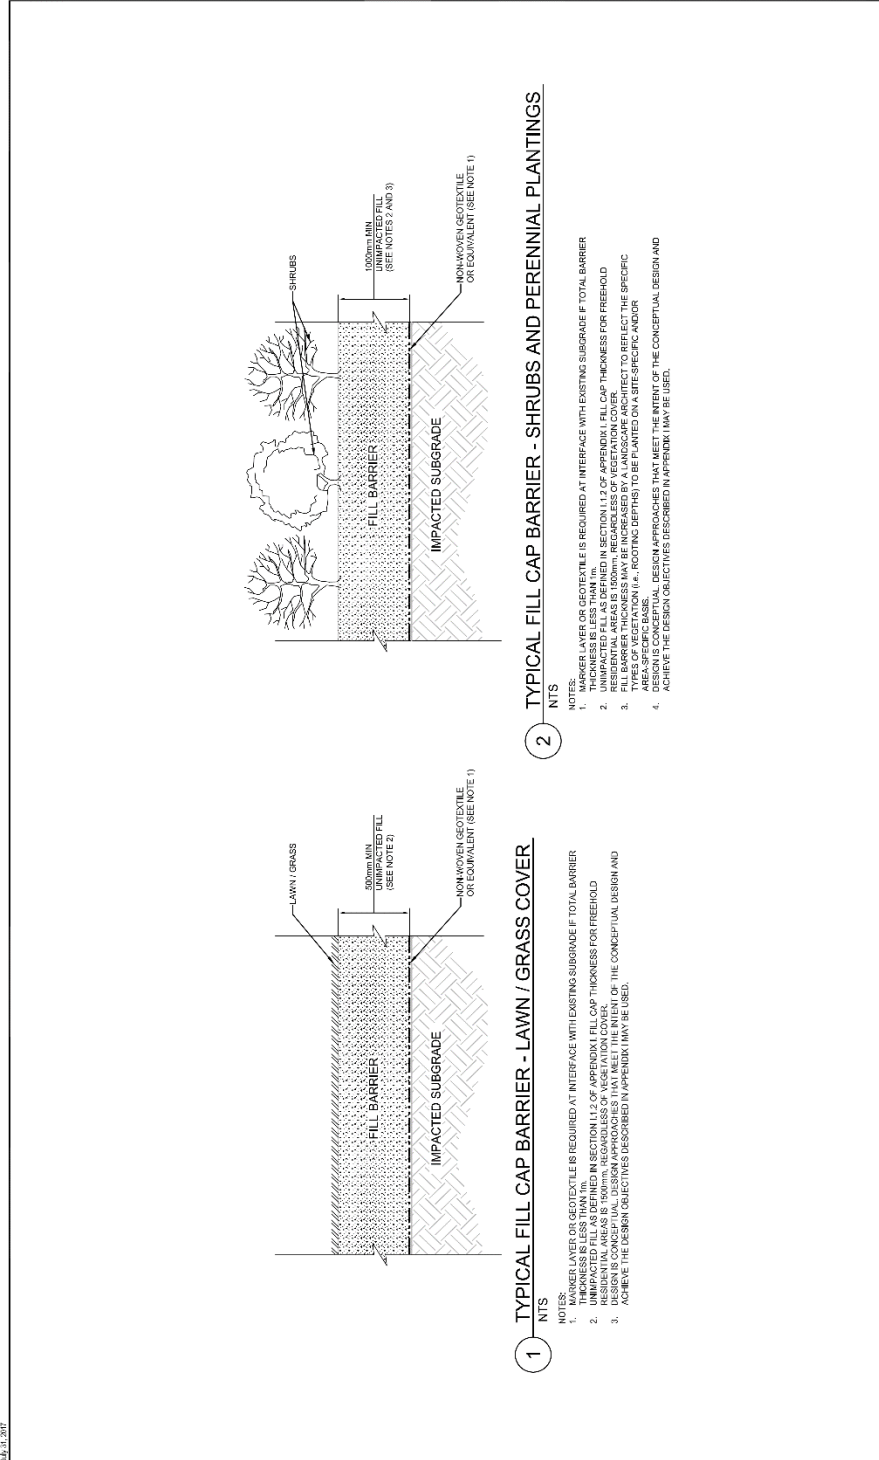 LAWN / GRASS
500mm MIN
UNIMPACTED FILL
(SEE NOTE 2)
FILL BARRIER
NON-WOVEN GEOTEXTILE
OR EQUIVALENT (SEE NOTE 1)
IMPACTED SUBGRADE
1
TYPICAL FILL CAP BARRIER - LAWN / GRASS COVER
NTS
NOTES:
1. MARKER LAYER OR GEOTEXTILE IS REQUIRED AT INTERFACE WITH EXISTING SUBGRADE IF TOTAL BARRIER
THICKNESS IS LESS THAN 1m.
2. UNIMPACTED FILL AS DEFINED IN SECTION I.1.2 OF APPENDIX I. FILL CAP THICKNESS FOR FREEHOLD
RESIDENTIAL AREAS IS 1500mm, REGARDLESS OF VEGETATION COVER.
3. DESIGN IS CONCEPTUAL. DESIGN APPROACHES THAT MEET THE INTENT OF THE CONCEPTUAL DESIGN AND
ACHIEVE THE DESIGN OBJECTIVES DESCRIBED IN APPENDIX I MAY BE USED.
SHRUBS
1000mm MIN
UNIMPACTED FILL
(SEE NOTES 2 AND 3)
FILL BARRIER
NON-WOVEN GEOTEXTILE
OR EQUIVALENT (SEE NOTE 1)
IMPACTED SUBGRADE
2
TYPICAL FILL CAP BARRIER - SHRUBS AND PERENNIAL PLANTINGS
NTS
NOTES:
1. MARKER LAYER OR GEOTEXTILE IS REQUIRED AT INTERFACE WITH EXISTING SUBGRADE IF TOTAL BARRIER
THICKNESS IS LESS THAN 1m.
2. UNIMPACTED FILL AS DEFINED IN SECTION I.1.2 OF APPENDIX I. FILL CAP THICKNESS FOR FREEHOLD
RESIDENTIAL AREAS IS 1500mm, REGARDLESS OF VEGETATION COVER.
3. FILL BARRIER THICKNESS MAY BE INCREASED BY A LANDSCAPE ARCHITECT TO REFLECT THE SPECIFIC
TYPES OF VEGETATION (i.e., ROOTING DEPTHS) TO BE PLANTED ON A SITE-SPECIFIC AND/OR
AREA-SPECIFIC BASIS.
4. DESIGN IS CONCEPTUAL. DESIGN APPROACHES THAT MEET THE INTENT OF THE CONCEPTUAL DESIGN AND
ACHIEVE THE DESIGN OBJECTIVES DESCRIBED IN APPENDIX I MAY BE USED.
July 31, 2017